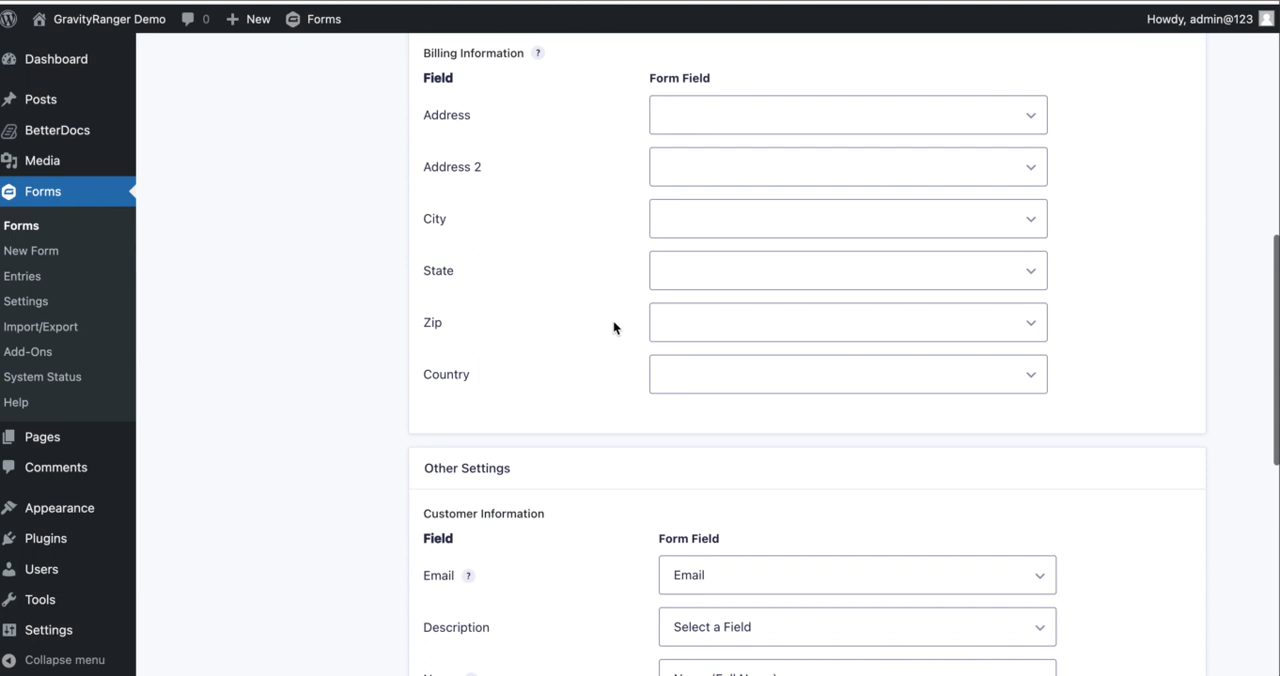 GravityRanger Demo 0 New Forms Howdy, admin@123
Dashboard
Posts
BetterDocs
Media
Forms
Forms
New Form
Entries
Settings
Import/Export
Add-Ons
System Status
Help
Pages
Comments
Appearance
Plugins
Users
Tools
Settings
Collapse menu
Billing Information ?
Field Form Field
Address
Address 2
City
State
Zip
Country
Other Settings
Customer Information
Field Form Field
Email ? Email
Description Select a Field